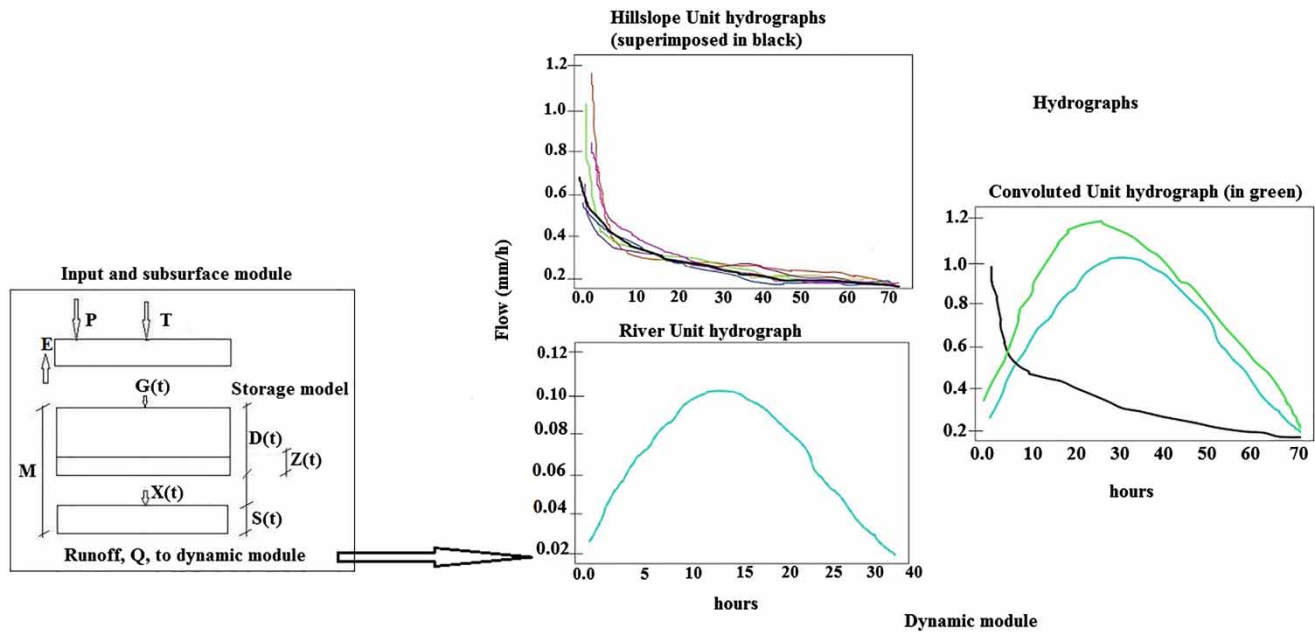 Hillslope Unit hydrographs
(superimposed in black)
1.2
1.0
0.8
0.6
0.4
0.2
0.0 10 20 30 40 50 60 70
Flow (mm/h)
Hydrographs
Convoluted Unit hydrograph (in green)
1.2
1.0
0.8
0.6
0.4
0.2
0 10 20 30 40 50 60 70
hours
Input and subsurface module
P T
E
G(t) Storage model
D(t)
Z(t)
M
X(t)
S(t)
Runoff, Q, to dynamic module
River Unit hydrograph
0.12
0.10
0.08
0.06
0.04
0.02
0.0 5 10 15 20 25 30 40
hours
Dynamic module